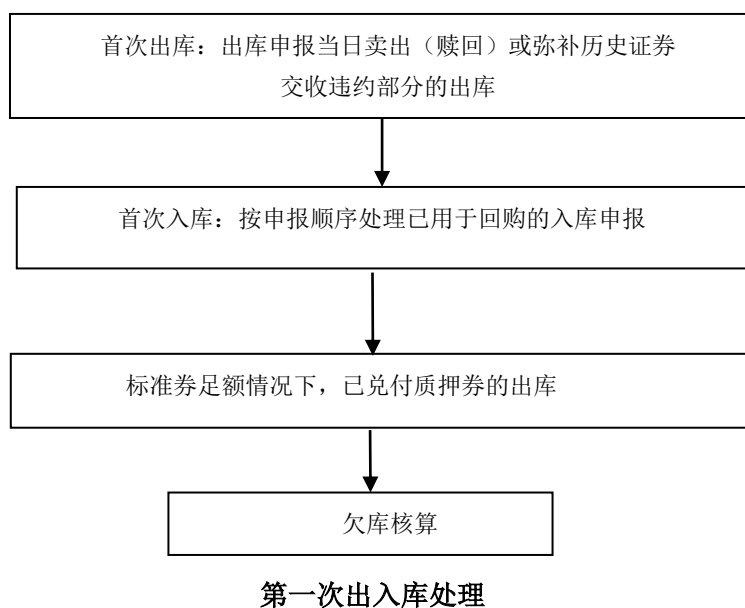 首次出库：出库申报当日卖出（赎回）或弥补历史证券
交收违约部分的出库
首次入库：按申报顺序处理已用于回购的入库申报
标准券足额情况下，已兑付质押券的出库
欠库核算
第一次出入库处理